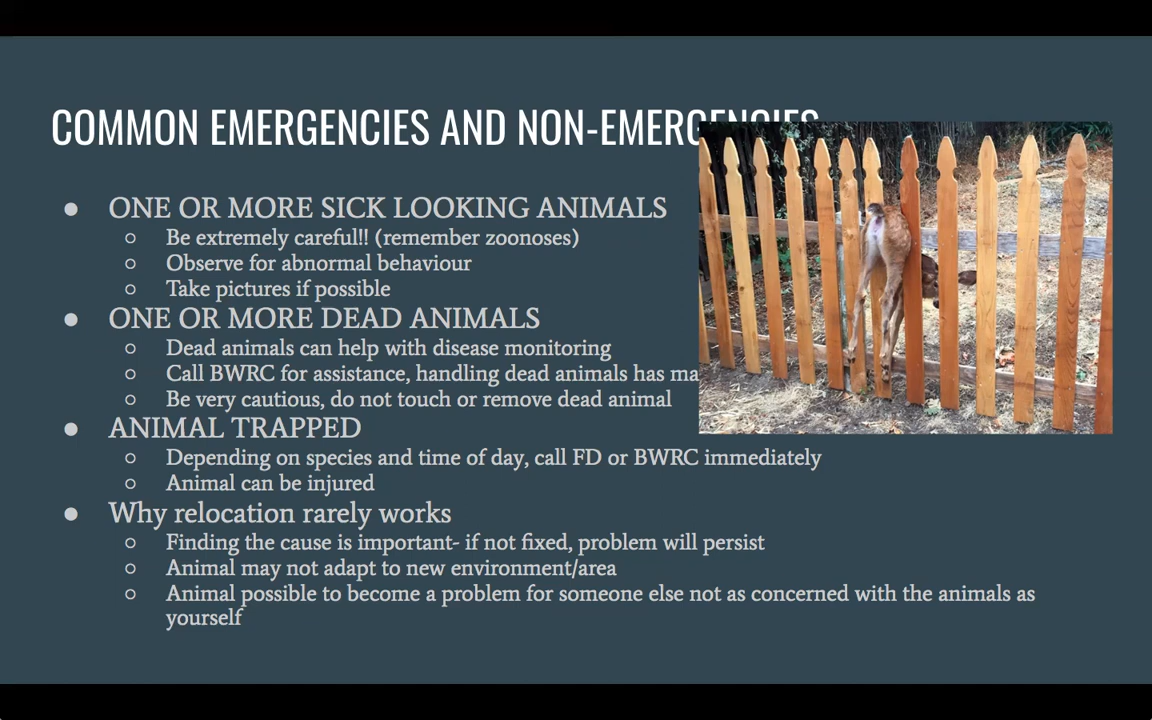 COMMON EMERGENCIES AND NON-EMERGENCIES
● ONE OR MORE SICK LOOKING ANIMALS
○ Be extremely careful!! (remember zoonoses)
○ Observe for abnormal behaviour
○ Take pictures if possible
● ONE OR MORE DEAD ANIMALS
○ Dead animals can help with disease monitoring
○ Call BWRC for assistance, handling dead animals has
○ Be very cautious, do not touch or remove dead animal
● ANIMAL TRAPPED
○ Depending on species and time of day, call FD or BWRC immediately
○ Animal can be injured
● Why relocation rarely works
○ Finding the cause is important- if not fixed, problem will persist
○ Animal may not adapt to new environment/area
○ Animal possible to become a problem for someone else not as concerned with the animals as
yourself